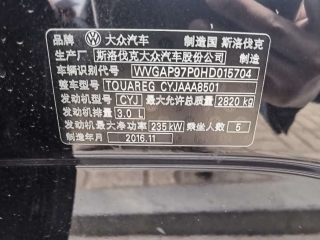 品牌 大众汽车 制造国 斯洛伐克
生产厂 斯洛伐克大众汽车股份公司 制造
车辆识别代号 WVGAP97P0HD015704
整车型号 TOUAREG CYJAAA8501
发动机型号 CYJ 最大允许总质量 2820 kg
发动机排量 3.0 L
发动机最大净功率 235 kW 乘坐人数 5
制造年月 2016.11